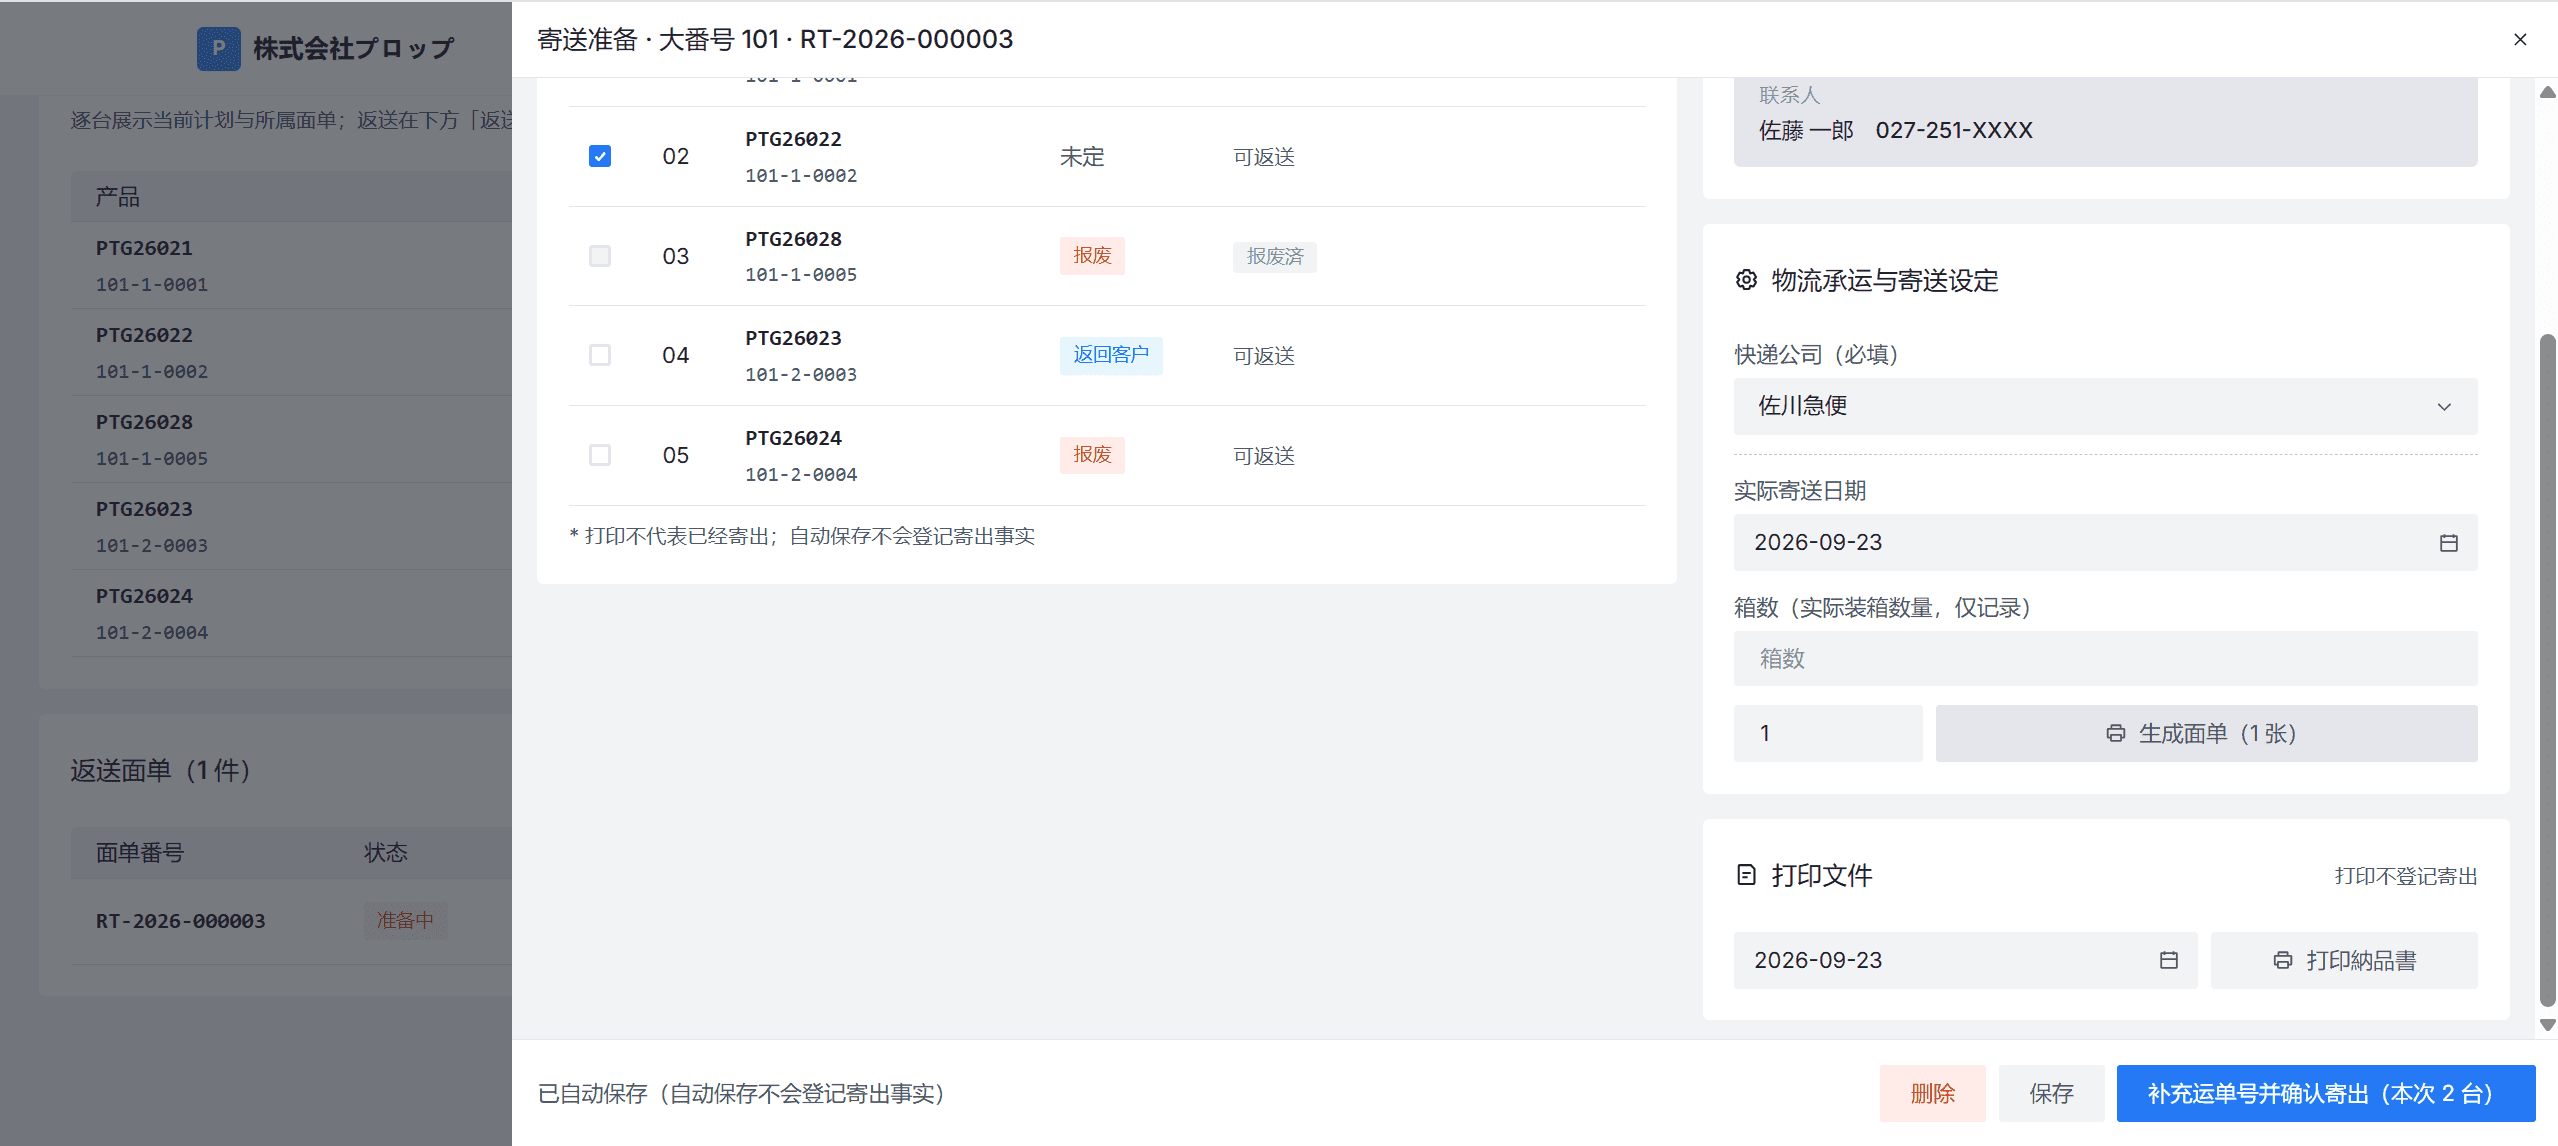 P 株式会社プロップ
逐台展示当前计划与所属面单；返送在下方「返送
产品
PTG26021
101-1-0001
PTG26022
101-1-0002
PTG26028
101-1-0005
PTG26023
101-2-0003
PTG26024
101-2-0004
返送面单（1 件）
面单番号 状态
RT-2026-000003 准备中
寄送准备 · 大番号 101 · RT-2026-000003
101-1-0001
02 PTG26022 未定 可返送
101-1-0002
03 PTG26028 报废 报废済
101-1-0005
04 PTG26023 返回客户 可返送
101-2-0003
05 PTG26024 报废 可返送
101-2-0004
* 打印不代表已经寄出；自动保存不会登记寄出事实
联系人
佐藤 一郎 027-251-XXXX
物流承运与寄送设定
快递公司（必填）
佐川急便
实际寄送日期
2026-09-23
箱数（实际装箱数量，仅记录）
箱数
1 生成面单（1 张）
打印文件 打印不登记寄出
2026-09-23 打印納品書
已自动保存（自动保存不会登记寄出事实）
删除 保存 补充运单号并确认寄出（本次 2 台）